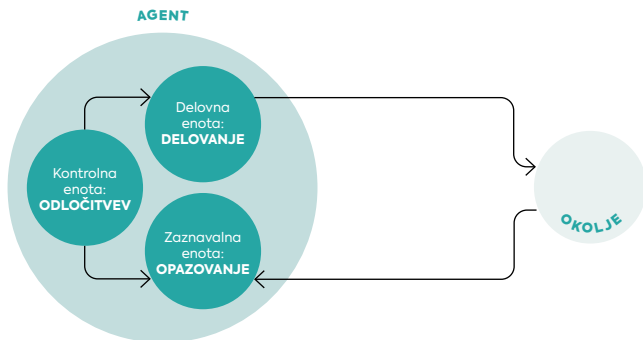 AGENT
Delovna
enota:
DELOVANJE
Kontrolna
enota:
ODLOČITVEV
Zaznavalna
enota:
OPAZOVANJE
OKOLJE